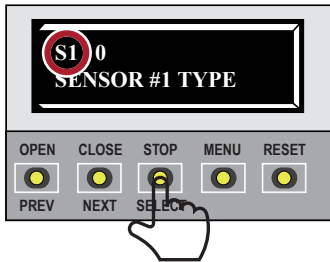 S1 0
SENSOR #1 TYPE
OPEN CLOSE STOP MENU RESET
PREV NEXT SELECT